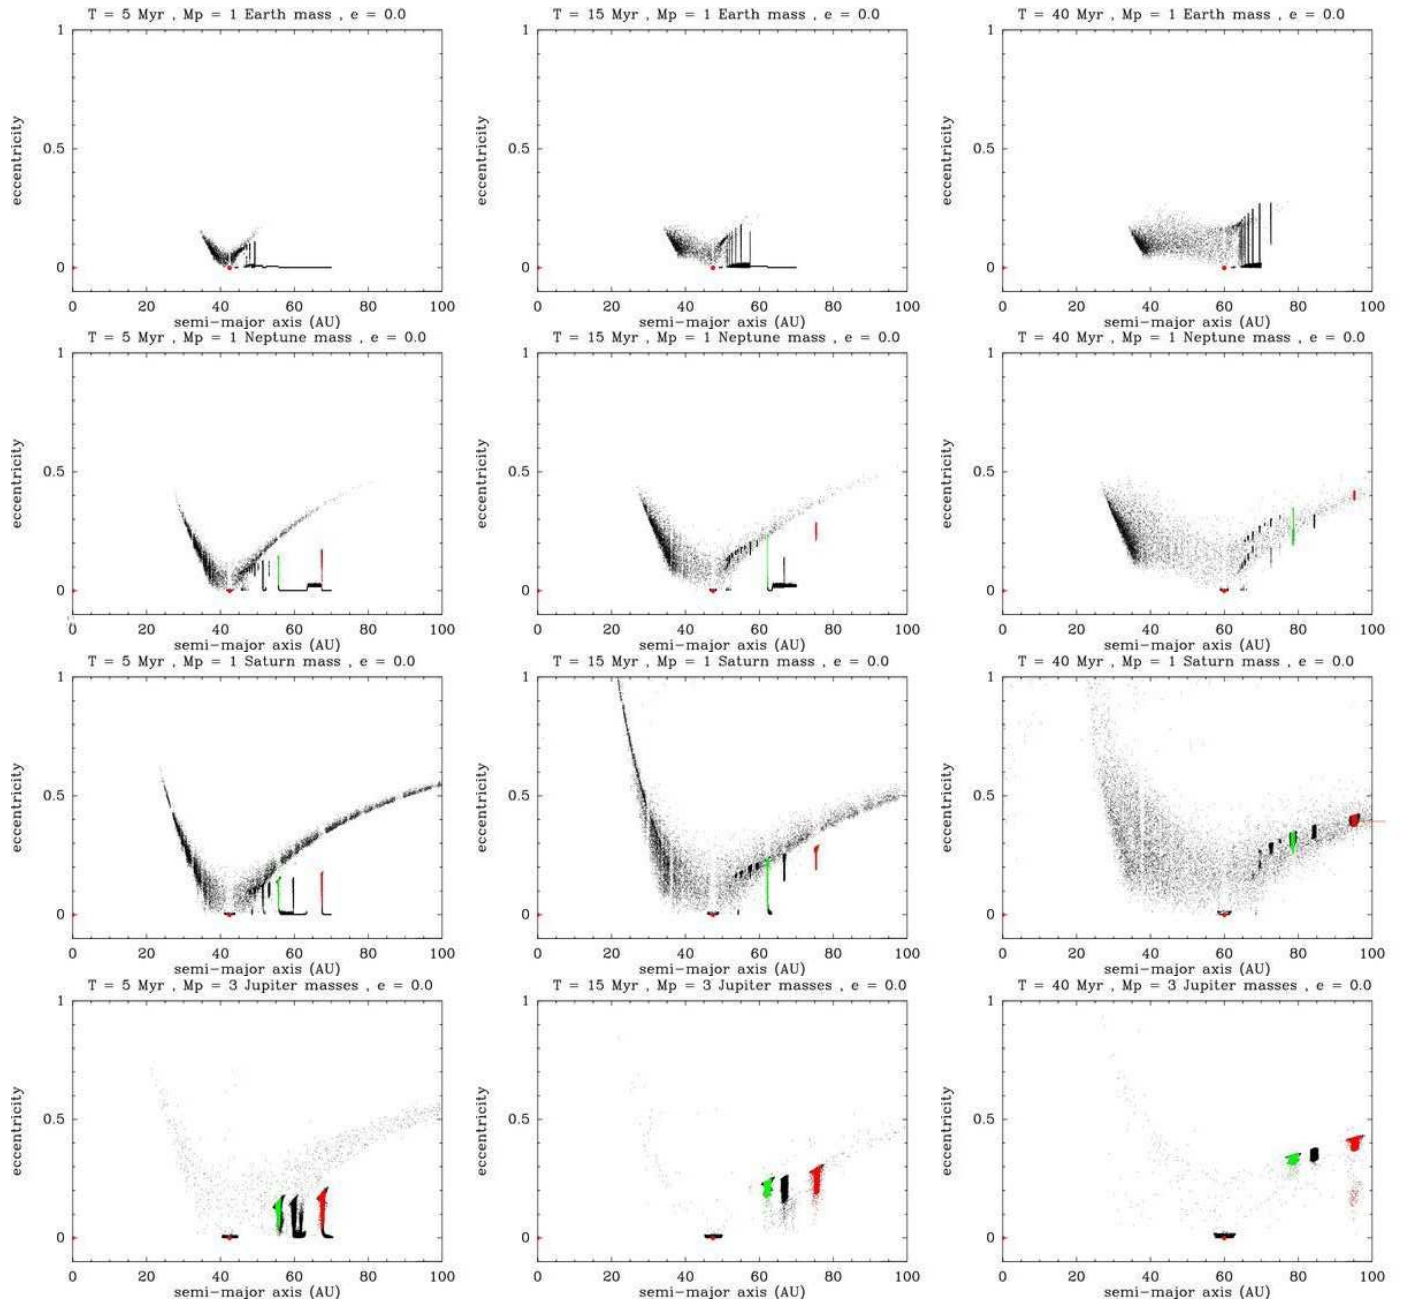 T = 5 Myr , Mp = 1 Earth mass , e = 0.0
T = 15 Myr , Mp = 1 Earth mass , e = 0.0
T = 40 Myr , Mp = 1 Earth mass , e = 0.0
1
0.5
0
eccentricity
0 20 40 60 80 100
semi-major axis (AU)
1
0.5
0
eccentricity
0 20 40 60 80 100
semi-major axis (AU)
1
0.5
0
eccentricity
0 20 40 60 80 100
semi-major axis (AU)
T = 5 Myr , Mp = 1 Neptune mass , e = 0.0
T = 15 Myr , Mp = 1 Neptune mass , e = 0.0
T = 40 Myr , Mp = 1 Neptune mass , e = 0.0
1
0.5
0
eccentricity
0 20 40 60 80 100
semi-major axis (AU)
1
0.5
0
eccentricity
0 20 40 60 80 100
semi-major axis (AU)
1
0.5
0
eccentricity
0 20 40 60 80 100
semi-major axis (AU)
T = 5 Myr , Mp = 1 Saturn mass , e = 0.0
T = 15 Myr , Mp = 1 Saturn mass , e = 0.0
T = 40 Myr , Mp = 1 Saturn mass , e = 0.0
1
0.5
0
eccentricity
0 20 40 60 80 100
semi-major axis (AU)
1
0.5
0
eccentricity
0 20 40 60 80 100
semi-major axis (AU)
1
0.5
0
eccentricity
0 20 40 60 80 100
semi-major axis (AU)
T = 5 Myr , Mp = 3 Jupiter masses , e = 0.0
T = 15 Myr , Mp = 3 Jupiter masses , e = 0.0
T = 40 Myr , Mp = 3 Jupiter masses , e = 0.0
1
0.5
0
eccentricity
0 20 40 60 80 100
semi-major axis (AU)
1
0.5
0
eccentricity
0 20 40 60 80 100
semi-major axis (AU)
1
0.5
0
eccentricity
0 20 40 60 80 100
semi-major axis (AU)